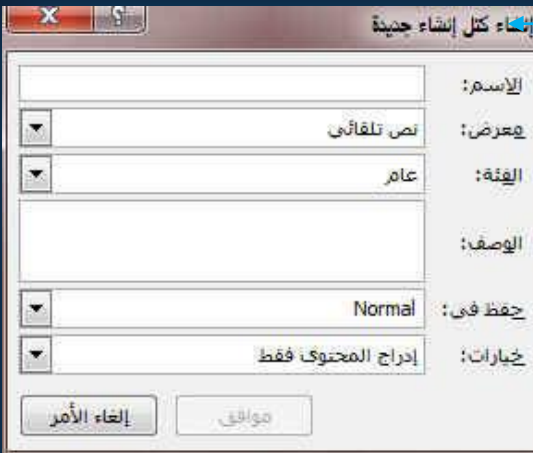 إنشاء كتل إنشاء جديدة
الاسم:
معرض: نص تلقائي
الفئة: عام
الوصف:
حفظ في: Normal
خيارات: إدراج المحتوى فقط
موافق إلغاء الأمر